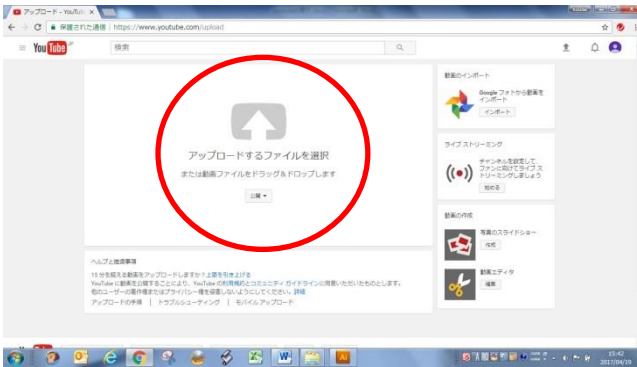 アップロード - YouTub
保護された通信 | https://www.youtube.com/upload
YouTube JP
検索
動画のインポート
Google フォトから動画を
インポート
インポート
アップロードするファイルを選択
または動画ファイルをドラッグ&ドロップします
公開
ライブ ストリーミング
チャンネルを設定して、
ファンに向けてライブ ス
トリーミングしましょう
始める
動画の作成
写真のスライドショー
作成
動画エディタ
編集
ヘルプと推奨事項
15 分を超える動画をアップロードしますか?上限を引き上げる
YouTube に動画を公開することにより、YouTube の利用規約とコミュニティ ガイドラインに同意いただいたものとします。
他のユーザーの著作権またはプライバシー権を侵害しないようにしてください。詳細
アップロードの手順 | トラブルシューティング | モバイル アップロード
15:42
2017/04/19